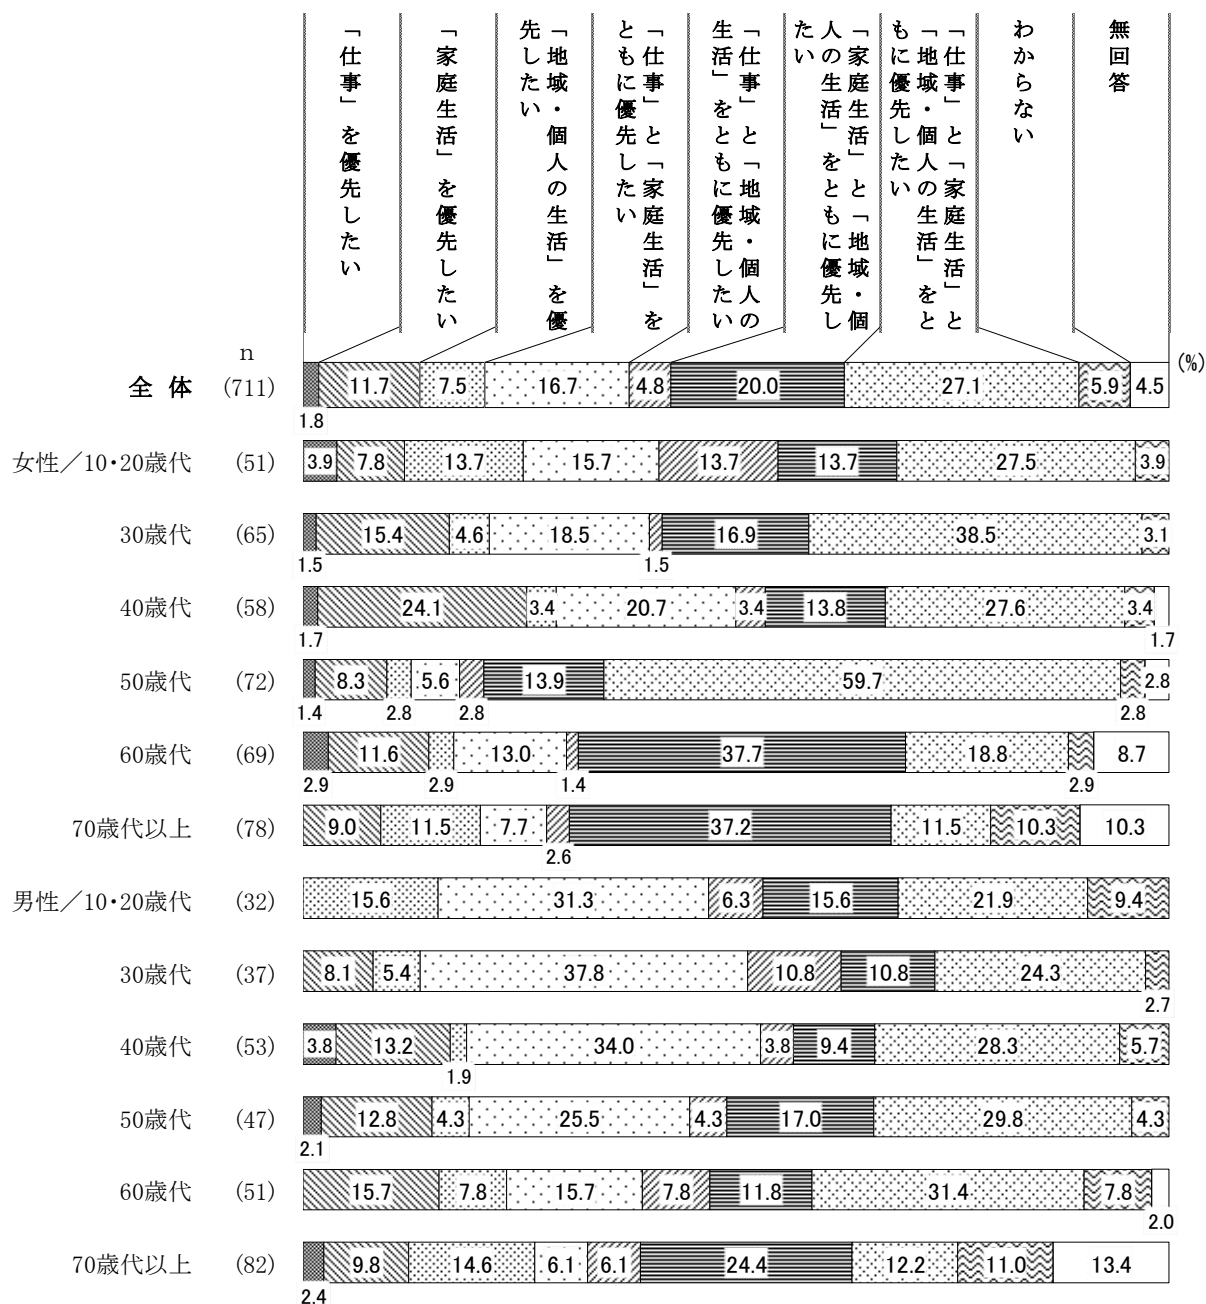 「仕事」を優先したい
「家庭生活」を優先したい
「地域・個人の生活」を優
先したい
「仕事」と「家庭生活」を
ともに優先したい
「仕事」と「地域・個人の
生活」をともに優先したい
「家庭生活」と「地域・個
人の生活」をともに優先し
たい
「仕事」と「家庭生活」と
「地域・個人の生活」をと
もに優先したい
わからない
無回答
n
(%)
全 体 (711) 11.7 7.5 16.7 4.8 20.0 27.1 5.9 4.5
1.8
女性／10・20歳代 (51) 3.9 7.8 13.7 15.7 13.7 13.7 27.5 3.9
30歳代 (65) 15.4 4.6 18.5 16.9 38.5 3.1
1.5 1.5
40歳代 (58) 24.1 3.4 20.7 3.4 13.8 27.6 3.4
1.7 1.7
50歳代 (72) 8.3 5.6 13.9 59.7 2.8
1.4 2.8 2.8 2.8
60歳代 (69) 11.6 13.0 37.7 18.8 8.7
2.9 2.9 1.4 2.9
70歳代以上 (78) 9.0 11.5 7.7 37.2 11.5 10.3 10.3
2.6
男性／10・20歳代 (32) 15.6 31.3 6.3 15.6 21.9 9.4
30歳代 (37) 8.1 5.4 37.8 10.8 10.8 24.3
2.7
40歳代 (53) 3.8 13.2 34.0 3.8 9.4 28.3 5.7
1.9
50歳代 (47) 12.8 4.3 25.5 4.3 17.0 29.8 4.3
2.1
60歳代 (51) 15.7 7.8 15.7 7.8 11.8 31.4 7.8
2.0
70歳代以上 (82) 9.8 14.6 6.1 6.1 24.4 12.2 11.0 13.4
2.4